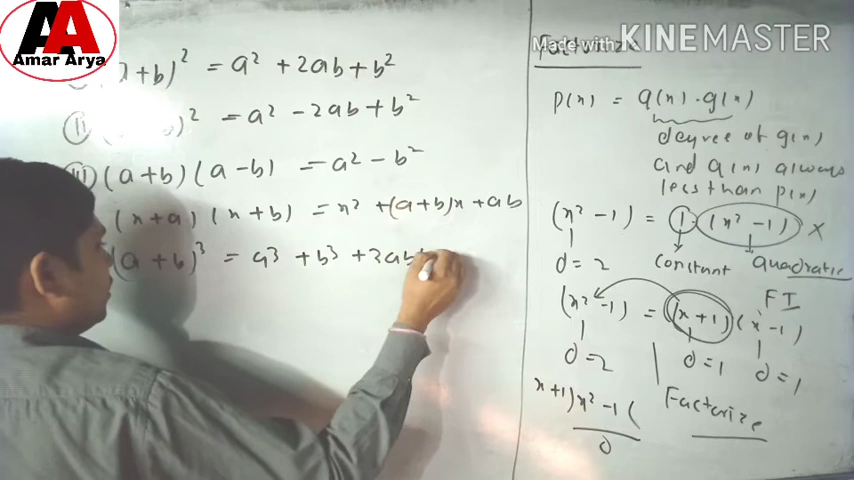 AA
Amar Arya
Made with KINEMASTER
+b)² = a² + 2ab + b²
(ii) )² = a² - 2ab + b²
(iii) (a+b)(a-b) = a² - b²
(x+a)(x+b) = x² + (a+b)x + ab
(a+b)³ = a³ + b³ + 3ab
p(x) = q(x)·g(x)
degree of g(x)
and q(x) always
less than p(x)
(x²-1) = 1 (x²-1) X
d=2 constant quadratic
F I
(x²-1) = (x+1)(x-1)
d=2 d=1 d=1
x+1)x²-1( Factorize
0